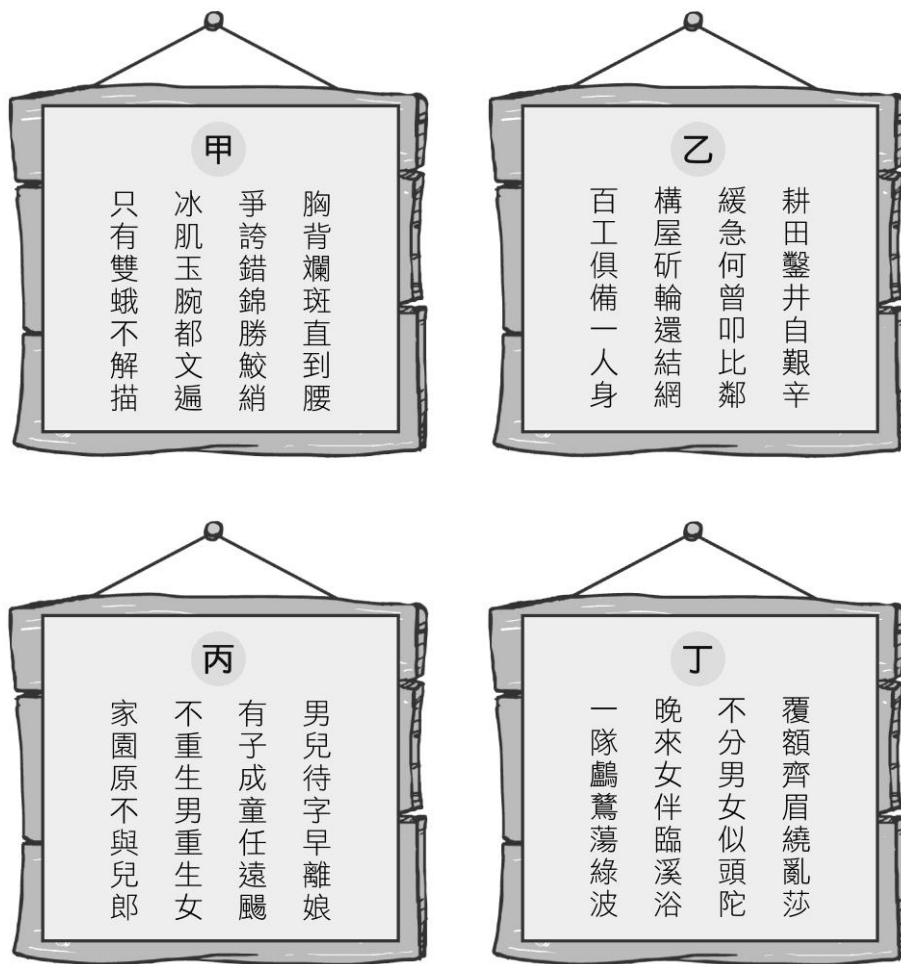 甲
胸背斕斑直到腰
爭誇錯錦勝鮫綃
冰肌玉腕都文遍
只有雙蛾不解描
乙
耕田鑿井自艱辛
緩急何曾叩比鄰
構屋斫輪還結網
百工俱備一人身
丙
男兒待字早離娘
有子成童任遠颺
不重生男重生女
家園原不與兒郎
丁
覆額齊眉繞亂莎
不分男女似頭陀
晚來女伴臨溪浴
一隊鸕鶿蕩綠波